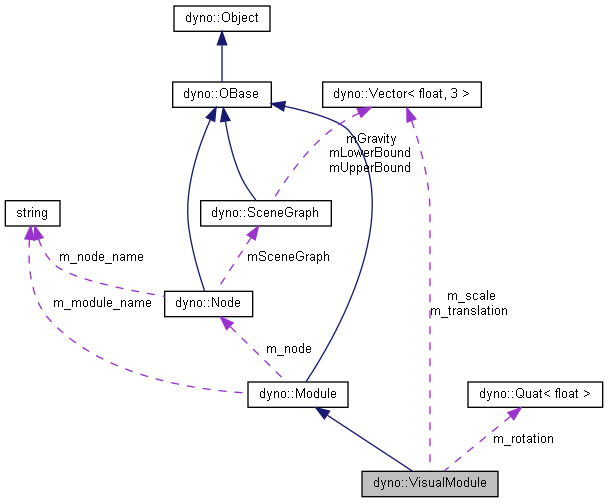 dyno::Object
dyno::OBase
dyno::Vector< float, 3 >
mGravity
mLowerBound
mUpperBound
string
dyno::SceneGraph
m_node_name
mSceneGraph
m_module_name
dyno::Node
m_scale
m_translation
m_node
dyno::Module
dyno::Quat< float >
m_rotation
dyno::VisualModule